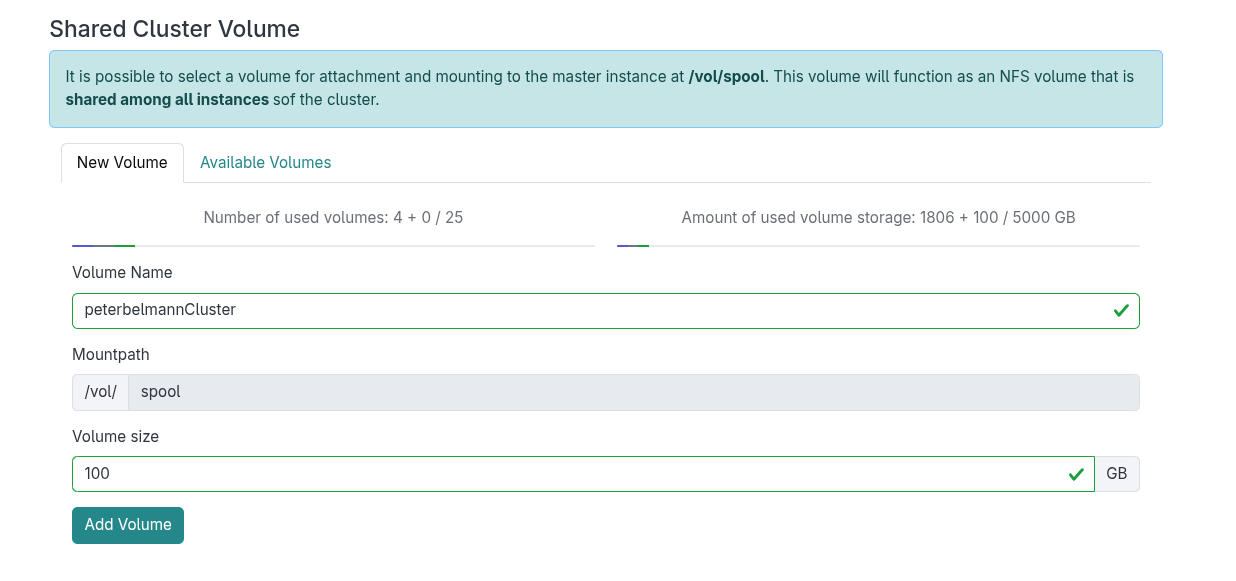 Shared Cluster Volume
It is possible to select a volume for attachment and mounting to the master instance at /vol/spool. This volume will function as an NFS volume that is
shared among all instances sof the cluster.
New Volume
Available Volumes
Number of used volumes: 4 + 0 / 25
Amount of used volume storage: 1806 + 100 / 5000 GB
Volume Name
peterbelmannCluster
Mountpath
/vol/ spool
Volume size
100 GB
Add Volume